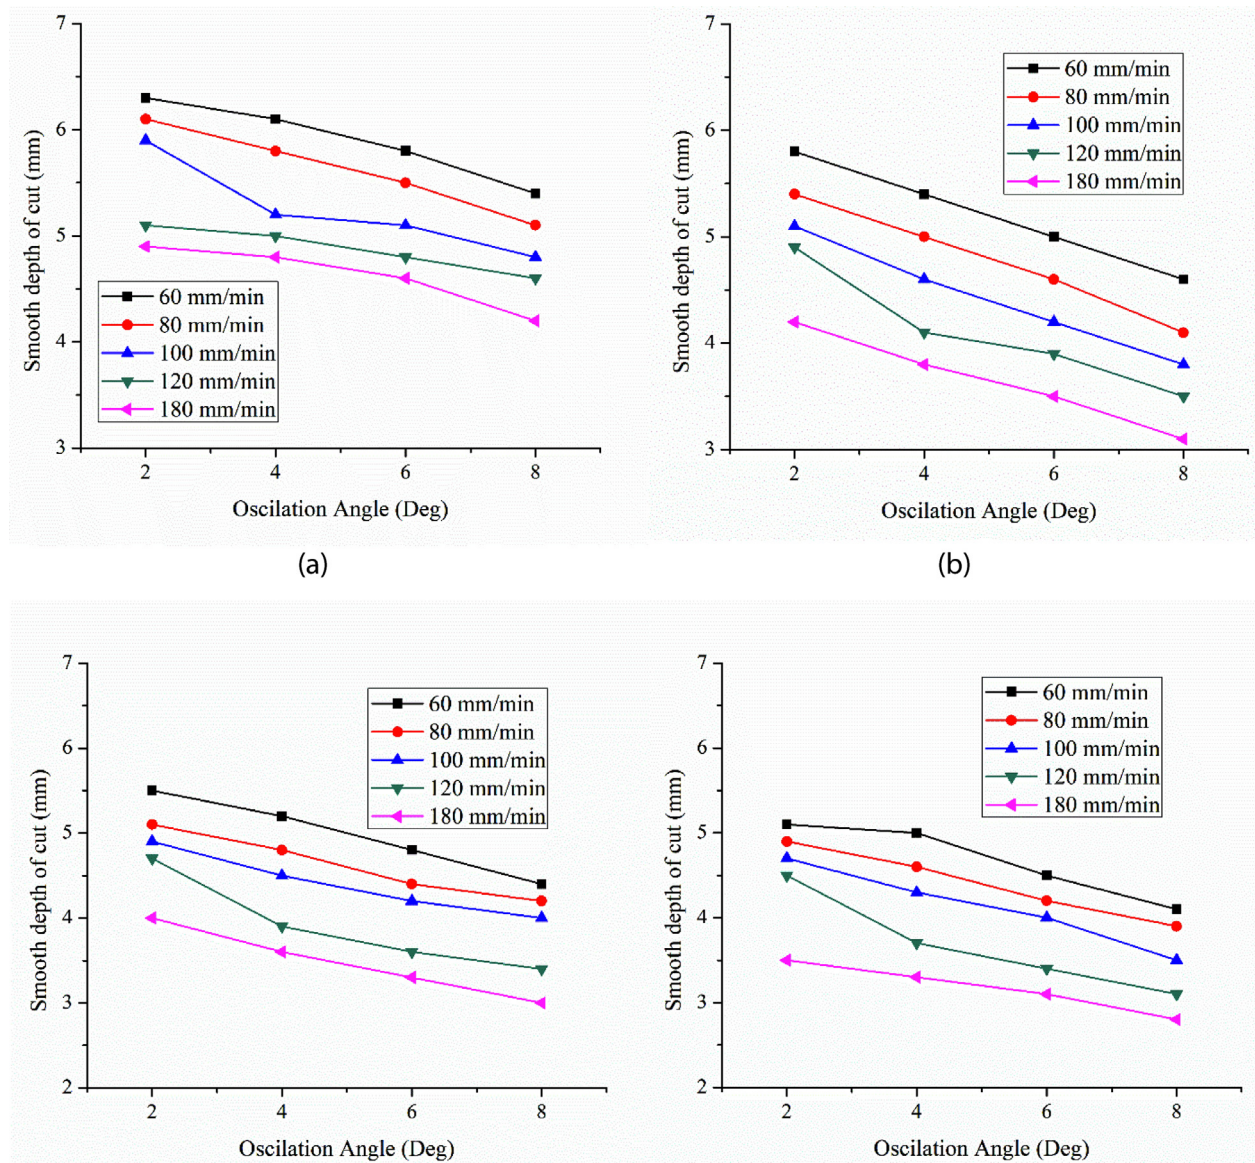 7
6
5
4
3
Smooth depth of cut (mm)
60 mm/min
80 mm/min
100 mm/min
120 mm/min
180 mm/min
2 4 6 8
Oscilation Angle (Deg)
(a)
7
6
5
4
3
Smooth depth of cut (mm)
60 mm/min
80 mm/min
100 mm/min
120 mm/min
180 mm/min
2 4 6 8
Oscilation Angle (Deg)
(b)
7
6
5
4
3
2
Smooth depth of cut (mm)
60 mm/min
80 mm/min
100 mm/min
120 mm/min
180 mm/min
2 4 6 8
Oscilation Angle (Deg)
7
6
5
4
3
2
Smooth depth of cut (mm)
60 mm/min
80 mm/min
100 mm/min
120 mm/min
180 mm/min
2 4 6 8
Oscilation Angle (Deg)